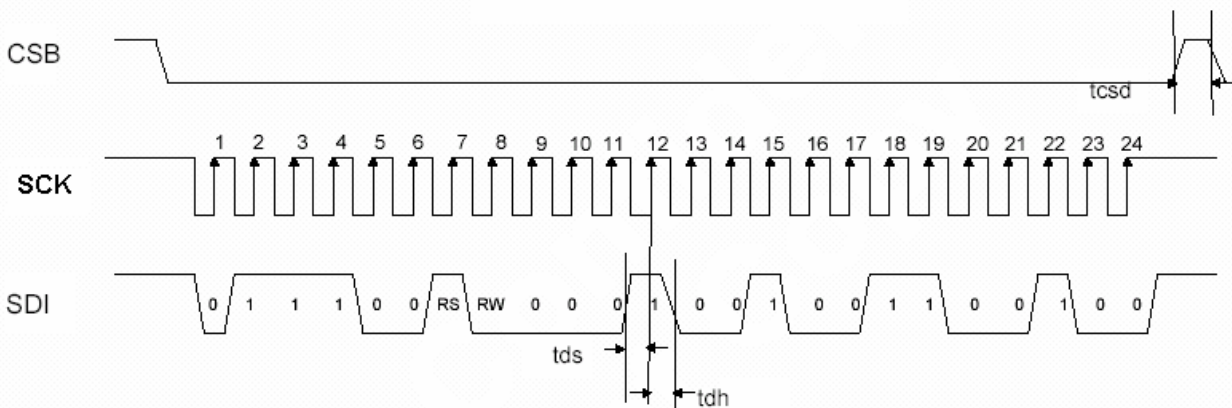 CSB
tcsd
1 2 3 4 5 6 7 8 9 10 11 12 13 14 15 16 17 18 19 20 21 22 23 24
SCK
SDI
0 1 1 1 0 0 RS RW 0 0 0 1 0 0 1 0 0 1 1 0 0 1 0 0
tds
tdh